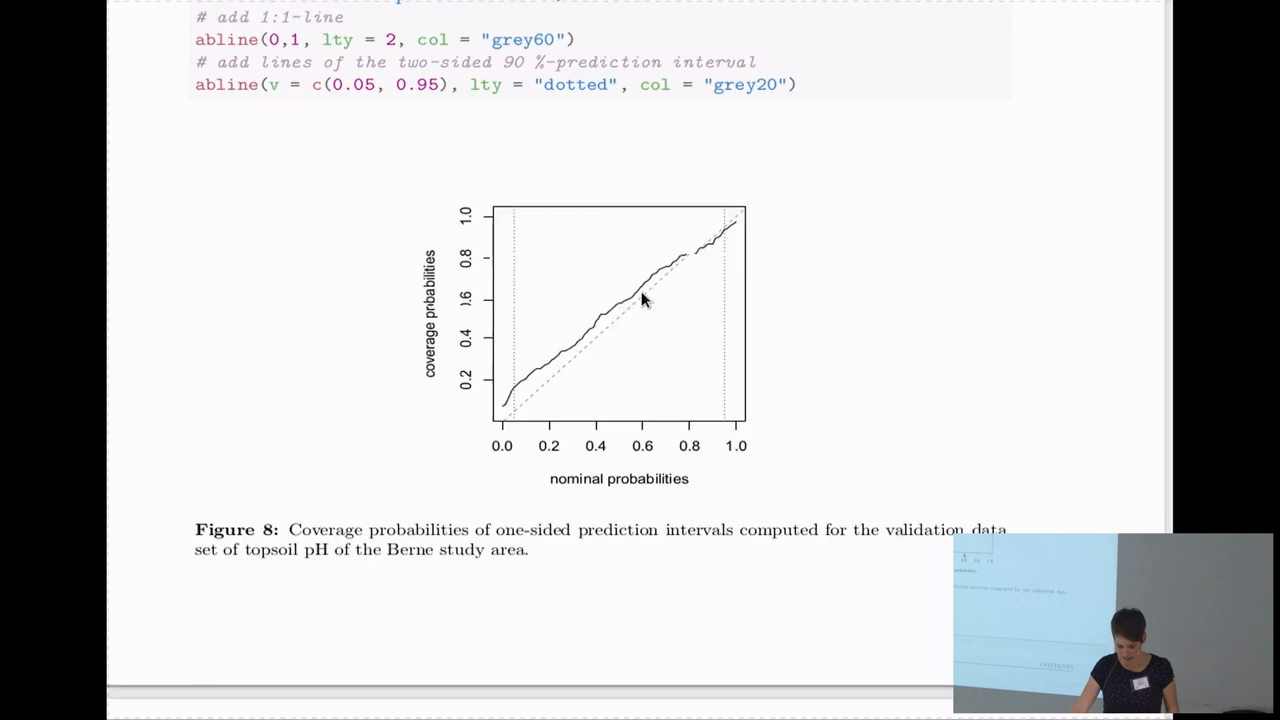 # add 1:1-line
abline(0,1, lty = 2, col = "grey60")
# add lines of the two-sided 90 %-prediction interval
abline(v = c(0.05, 0.95), lty = "dotted", col = "grey20")
1.0
0.8
0.4
0.2
coverage
0.0 0.2 0.4 0.6 0.8 1.0
nominal probabilities
Figure 8: Coverage probabilities of one-sided prediction intervals computed for the validation data
set of topsoil pH of the Berne study area.
CONTENTS